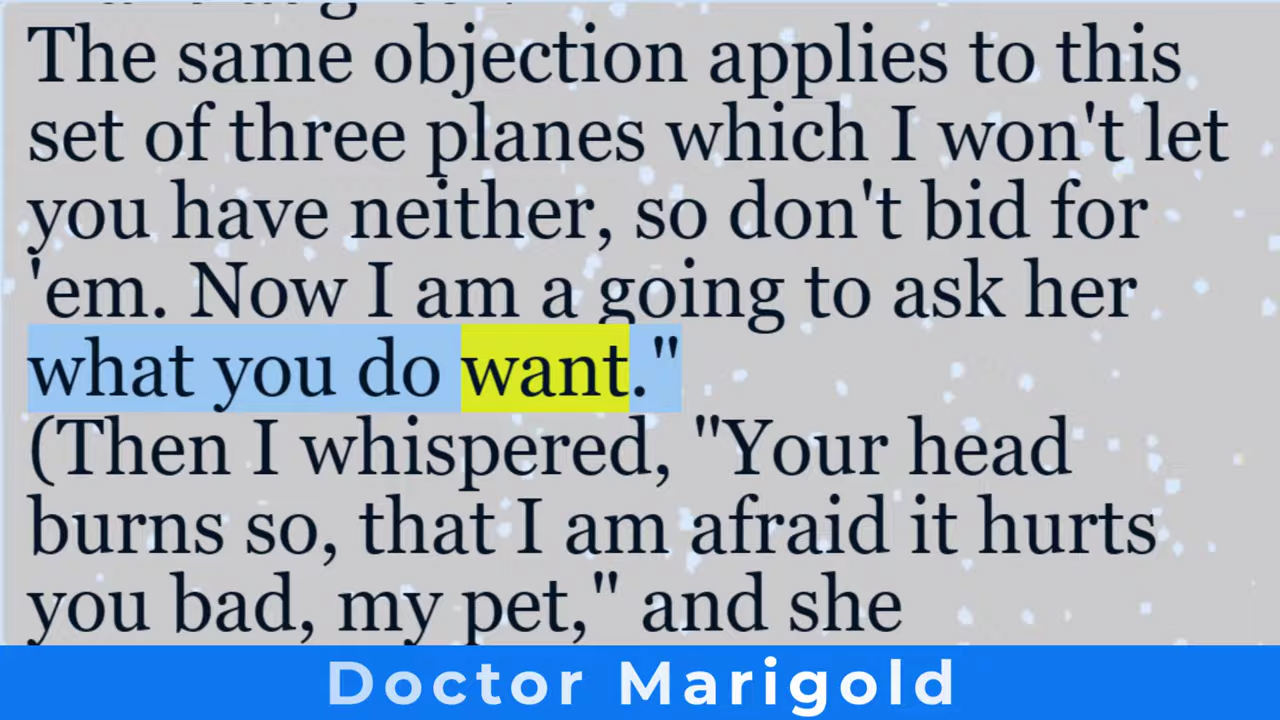 The same objection applies to this
set of three planes which I won't let
you have neither, so don't bid for
'em. Now I am a going to ask her
what you do want."
(Then I whispered, "Your head
burns so, that I am afraid it hurts
you bad, my pet," and she
Doctor Marigold